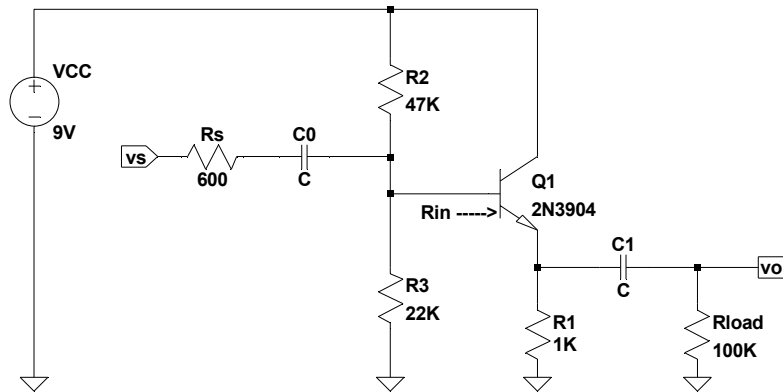 VCC
9V
vs
Rs
600
C0
C
R2
47K
R3
22K
Rin ----->
Q1
2N3904
R1
1K
C1
C
vo
Rload
100K